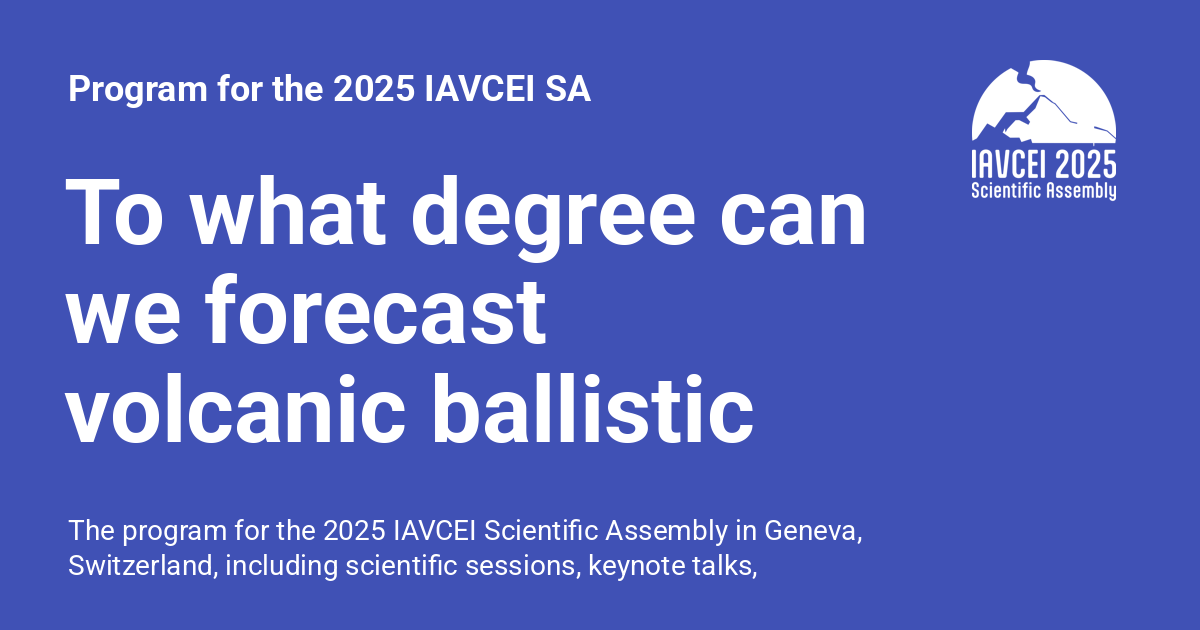 Program for the 2025 IAVCEI SA
IAVCEI 2025
Scientific Assembly
To what degree can
we forecast
volcanic ballistic
The program for the 2025 IAVCEI Scientific Assembly in Geneva,
Switzerland, including scientific sessions, keynote talks,